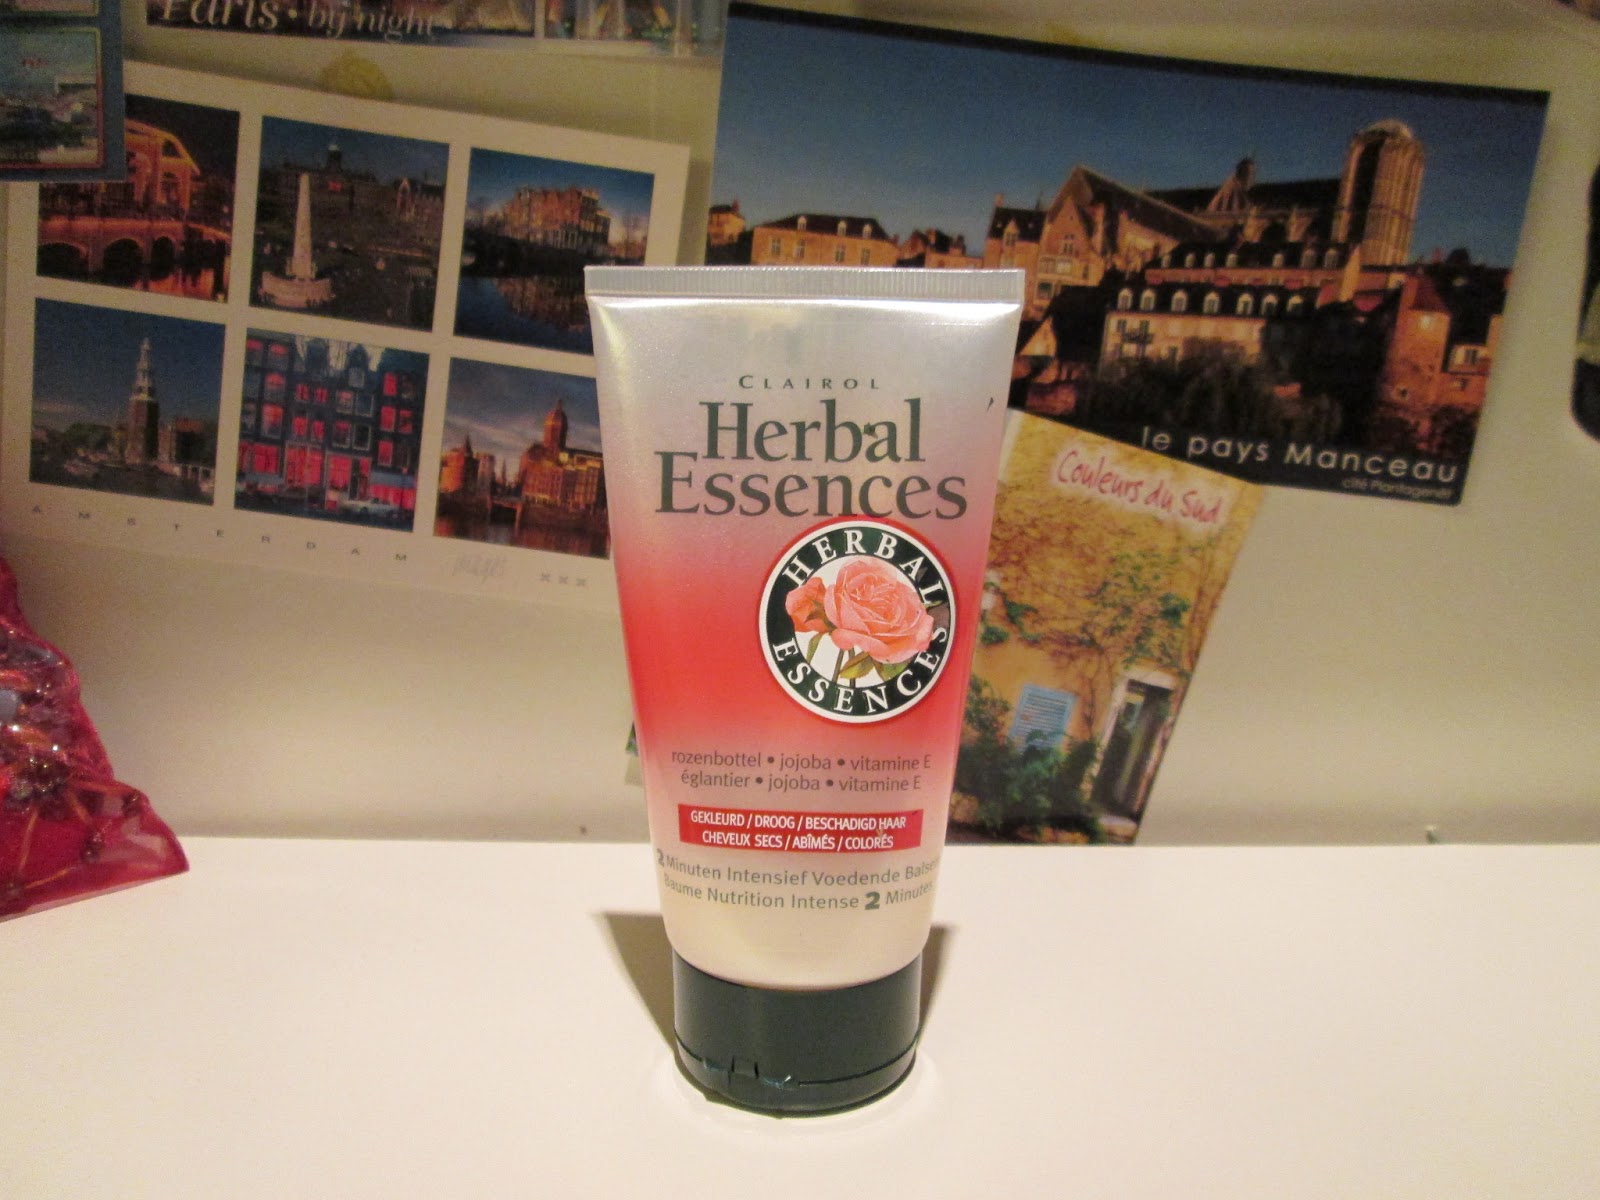 Paris • by night
AMSTERDAM
images
xxx
le pays Manceau
cité Plantagenêt
Couleurs du Sud
CLAIROL
Herbal
Essences
HERBAL
ESSENCES
rozenbottel • jojoba • vitamine E
églantier • jojoba • vitamine E
GEKLEURD / DROOG / BESCHADIGD HAAR
CHEVEUX SECS / ABÎMÉS / COLORÉS
2 Minuten Intensief Voedende
Baume Nutrition Intense 2 Minutes